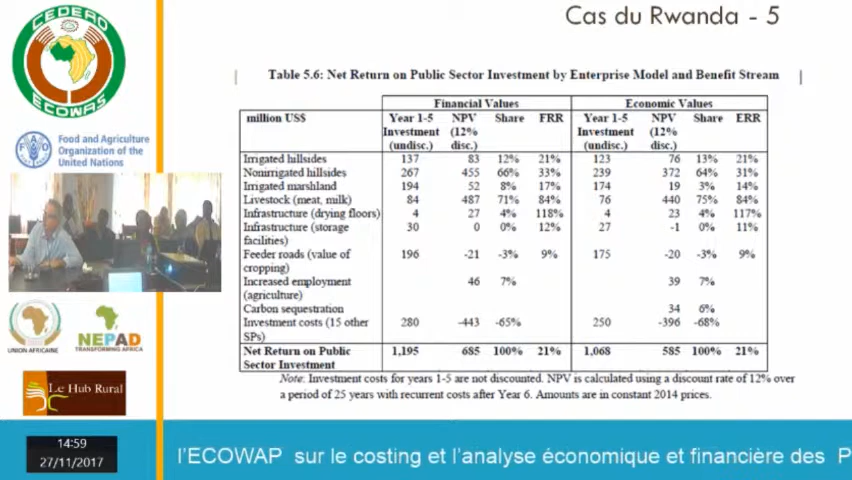 CEDEAO
ECOWAS
Cas du Rwanda - 5
Table 5.6: Net Return on Public Sector Investment by Enterprise Model and Benefit Stream
Financial Values Economic Values
million US$ Year 1-5 NPV Share FRR Year 1-5 NPV Share ERR
Investment (12% Investment (12%
(undisc.) disc.) (undisc.) disc.)
Irrigated hillsides 137 83 12% 21% 123 76 13% 21%
Nonirrigated hillsides 267 455 66% 33% 239 372 64% 31%
Irrigated marshland 194 52 8% 17% 174 19 3% 14%
Livestock (meat, milk) 84 487 71% 84% 76 440 75% 84%
Infrastructure (drying floors) 4 27 4% 118% 4 23 4% 117%
Infrastructure (storage 30 0 0% 12% 27 -1 0% 11%
facilities)
Feeder roads (value of 196 -21 -3% 9% 175 -20 -3% 9%
cropping)
Increased employment 46 7% 39 7%
(agriculture)
Carbon sequestration 34 6%
Investment costs (15 other 280 -443 -65% 250 -396 -68%
SPs)
Net Return on Public 1,195 685 100% 21% 1,068 585 100% 21%
Sector Investment
Note: Investment costs for years 1-5 are not discounted. NPV is calculated using a discount rate of 12% over
a period of 25 years with recurrent costs after Year 6. Amounts are in constant 2014 prices.
Food and Agriculture
Organization of the
United Nations
UNION AFRICAINE
NEPAD
TRANSFORMING AFRICA
Le Hub Rural
14:59
27/11/2017
l'ECOWAP sur le costing et l'analyse économique et financière des P